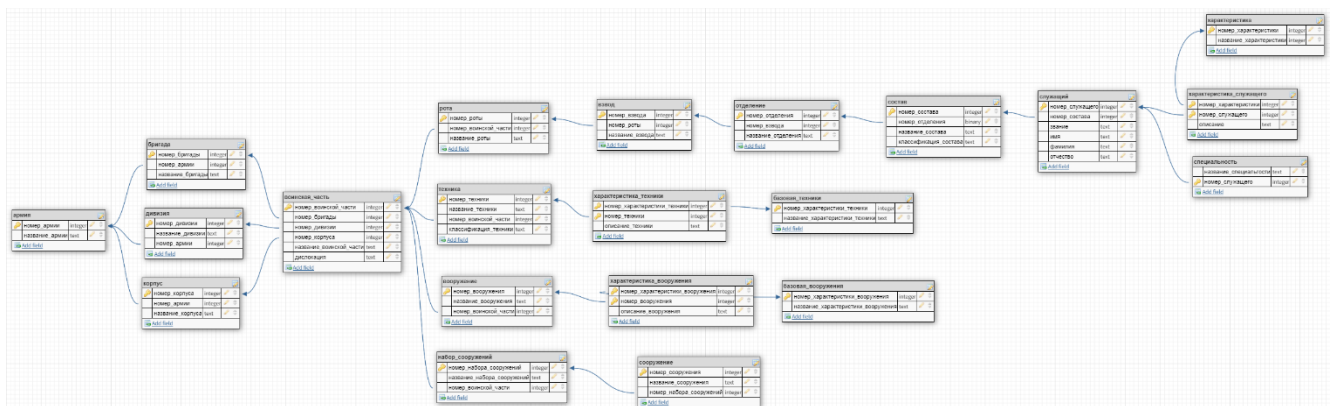 армия
номер_армии integer
название_армии text
Add field
бригада
номер_бригады integer
номер_армии integer
название_бригады text
Add field
дивизия
номер_дивизии integer
название_дивизии text
номер_армии integer
Add field
корпус
номер_корпуса integer
номер_армии integer
название_корпуса text
Add field
воинская_часть
номер_воинской_части integer
номер_бригады integer
номер_дивизии integer
номер_корпуса integer
название_воинской_части text
дислокация text
Add field
рота
номер_роты integer
номер_воинской_части integer
название_роты text
Add field
взвод
номер_взвода integer
номер_роты integer
название_взвода text
Add field
отделение
номер_отделения integer
номер_взвода integer
название_отделения text
Add field
состав
номер_состава integer
номер_отделения binary
название_состава text
классификация_состава text
Add field
служащий
номер_служащего integer
номер_состава integer
звание text
имя text
фамилия text
отчество text
Add field
характеристика
номер_характеристики integer
название_характеристики integer
Add field
характеристика_служащего
номер_характеристики integer
номер_служащего integer
описание text
Add field
специальность
название_специальности text
номер_служащего integer
Add field
техника
номер_техники integer
название_техники text
номер_воинской_части integer
классификация_техники text
Add field
характеристика_техники
номер_характеристики_техники integer
номер_техники integer
описание_техники text
Add field
базовая_техники
номер_характеристики_техники integer
название_характеристики_техники text
Add field
вооружение
номер_вооружения integer
название_вооружения text
номер_воинской_части integer
Add field
характеристика_вооружения
номер_характеристики_вооружения integer
номер_вооружения integer
описание_вооружения text
Add field
базовая_вооружения
номер_характеристики_вооружения integer
название_характеристики_вооружения text
Add field
набор_сооружений
номер_набора_сооружений integer
название_набора_сооружений text
номер_воинской_части integer
Add field
сооружение
номер_сооружения integer
название_сооружения text
номер_набора_сооружений integer
Add field